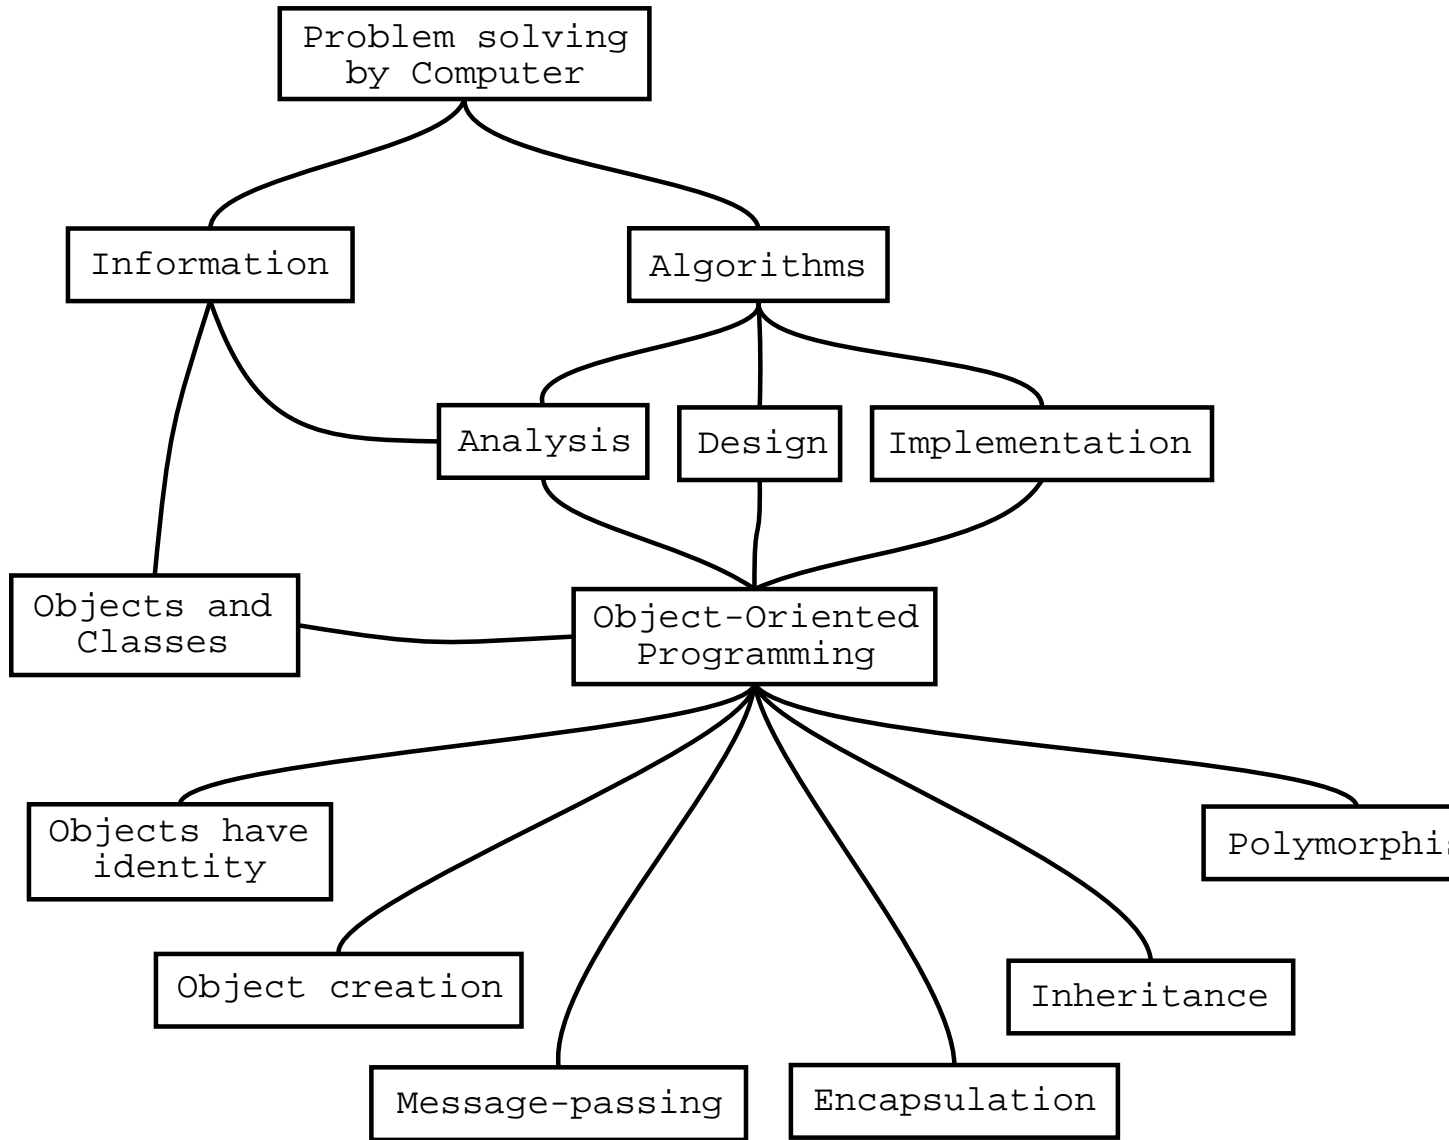 Problem solving
by Computer
Information
Algorithms
Analysis
Design
Implementation
Objects and
Classes
Object-Oriented
Programming
Objects have
identity
Polymorphis
Object creation
Inheritance
Message-passing
Encapsulation